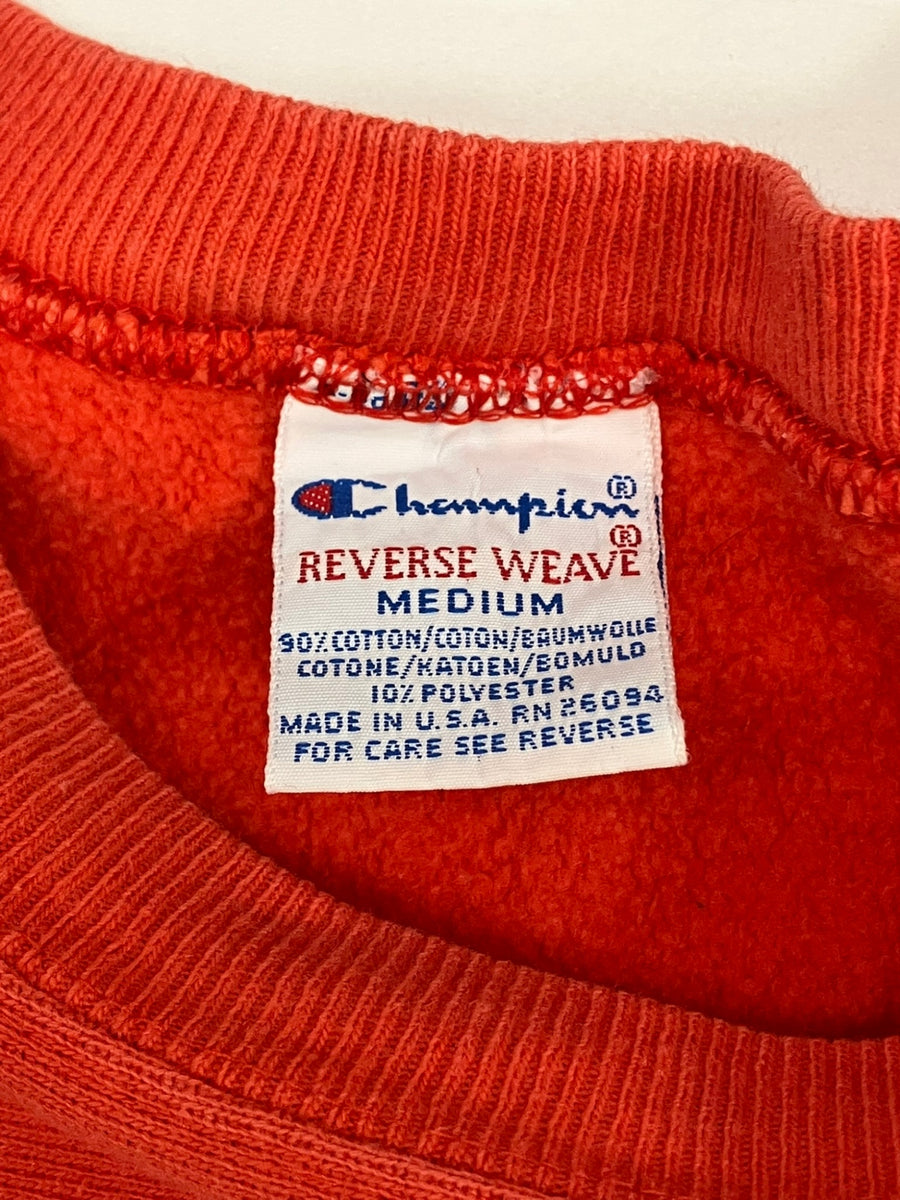 Champion®
REVERSE WEAVE®
MEDIUM
90% COTTON/COTON/BAUMWOLLE
COTONE/KATOEN/BOMULD
10% POLYESTER
MADE IN U.S.A. RN 26094
FOR CARE SEE REVERSE